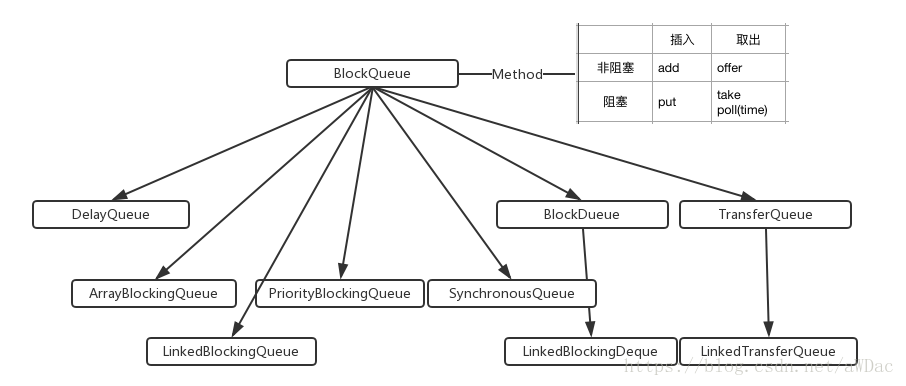 插入 取出
BlockQueue Method 非阻塞 add offer
阻塞 put take
poll(time)
DelayQueue BlockDueue TransferQueue
ArrayBlockingQueue PriorityBlockingQueue SynchronousQueue
LinkedBlockingQueue LinkedBlockingDeque LinkedTransferQueue
https://blog.csdn.net/aWDac